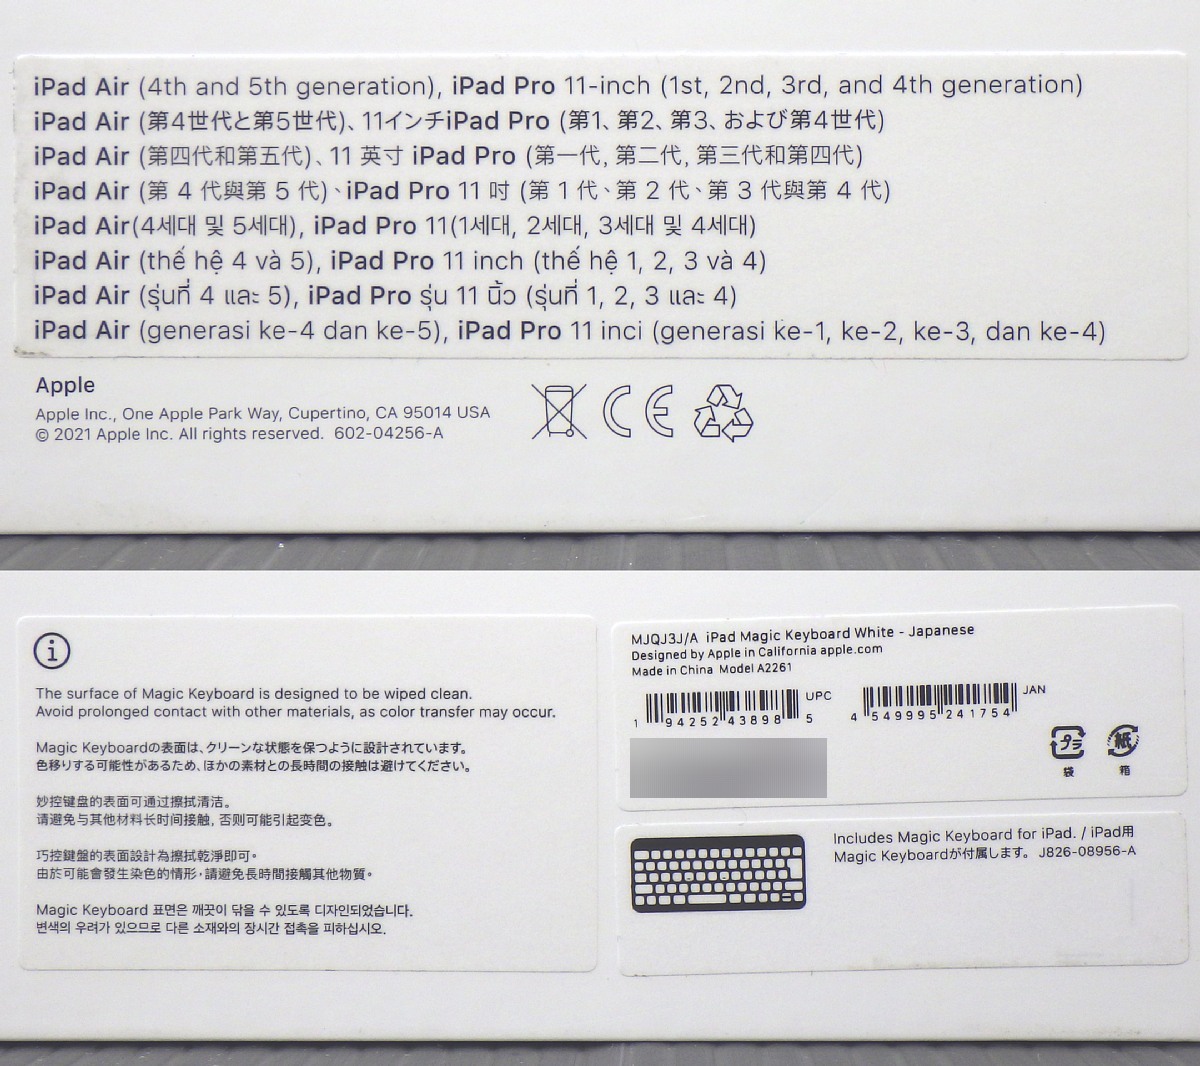 iPad Air (4th and 5th generation), iPad Pro 11-inch (1st, 2nd, 3rd, and 4th generation)
iPad Air (第4世代と第5世代)、11インチiPad Pro (第1、第2、第3、および第4世代)
iPad Air (第四代和第五代)、11 英寸 iPad Pro (第一代, 第二代, 第三代和第四代)
iPad Air (第 4 代與第 5 代)、iPad Pro 11 吋 (第 1 代、第 2 代、第 3 代與第 4 代)
iPad Air(4세대 및 5세대), iPad Pro 11(1세대, 2세대, 3세대 및 4세대)
iPad Air (thế hệ 4 và 5), iPad Pro 11 inch (thế hệ 1, 2, 3 và 4)
iPad Air (รุ่นที่ 4 และ 5), iPad Pro รุ่น 11 นิ้ว (รุ่นที่ 1, 2, 3 และ 4)
iPad Air (generasi ke-4 dan ke-5), iPad Pro 11 inci (generasi ke-1, ke-2, ke-3, dan ke-4)
Apple
Apple Inc., One Apple Park Way, Cupertino, CA 95014 USA
© 2021 Apple Inc. All rights reserved. 602-04256-A
CE
The surface of Magic Keyboard is designed to be wiped clean.
Avoid prolonged contact with other materials, as color transfer may occur.
Magic Keyboardの表面は、クリーンな状態を保つように設計されています。
色移りする可能性があるため、ほかの素材との長時間の接触は避けてください。
妙控键盘的表面可通过擦拭清洁。
请避免与其他材料长时间接触, 否则可能引起变色。
巧控鍵盤的表面設計為擦拭乾淨即可。
由於可能會發生染色的情形，請避免長時間接觸其他物質。
Magic Keyboard 표면은 깨끗이 닦을 수 있도록 디자인되었습니다.
변색의 우려가 있으므로 다른 소재와의 장시간 접촉을 피하십시오.
MJQJ3J/A iPad Magic Keyboard White - Japanese
Designed by Apple in California apple.com
Made in China Model A2261
UPC
1 94252 43898 5
JAN
4 549995 241754
プラ
袋
紙
箱
Includes Magic Keyboard for iPad. / iPad用
Magic Keyboardが付属します。 J826-08956-A